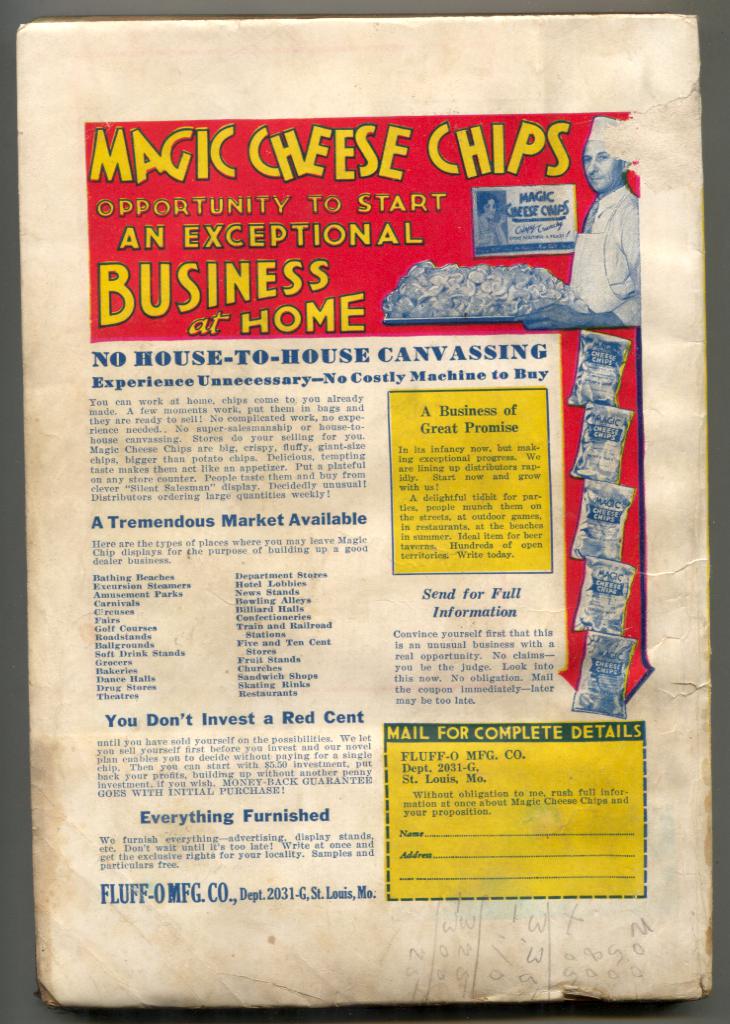 MAGIC CHEESE CHIPS
OPPORTUNITY TO START
AN EXCEPTIONAL
BUSINESS
at HOME
MAGIC
CHEESE CHIPS
NO HOUSE-TO-HOUSE CANVASSING
Experience Unnecessary—No Costly Machine to Buy
You can work at home, chips come to you already
made. A few moments work, put them in bags and
they are ready to sell! No complicated work, no expe-
rience needed. No super-salesmanship or house-to-
house canvassing. Stores do your selling for you.
Magic Cheese Chips are big, crispy, fluffy, giant-size
chips, bigger than potato chips. Delicious, tempting
taste makes them act like an appetizer. Put a plateful
on any store counter. People taste them and buy from
clever "Silent Salesman" display. Decidedly unusual!
Distributors ordering large quantities weekly!
A Tremendous Market Available
Here are the types of places where you may leave Magic
Chip displays for the purpose of building up a good
dealer business.
Bathing Beaches
Excursion Steamers
Amusement Parks
Carnivals
Circuses
Fairs
Golf Courses
Roadstands
Ballgrounds
Soft Drink Stands
Grocers
Bakeries
Dance Halls
Drug Stores
Theatres
Department Stores
Hotel Lobbies
News Stands
Bowling Alleys
Billiard Halls
Confectioneries
Train and Railroad
Stations
Five and Ten Cent
Stores
Fruit Stands
Churches
Sandwich Shops
Skating Rinks
Restaurants
You Don't Invest a Red Cent
until you have sold yourself on the possibilities. We let
you sell yourself first before you invest and our novel
plan enables you to decide without paying for a single
chip. Then you can start with $5.50 investment, put
back your profits, building up without another penny
investment, if you wish. MONEY-BACK GUARANTEE
GOES WITH INITIAL PURCHASE!
Everything Furnished
We furnish everything—advertising, display stands,
etc. Don't wait until it's too late! Write at once and
get the exclusive rights for your locality. Samples and
particulars free.
FLUFF-O MFG. CO., Dept. 2031-G, St. Louis, Mo.
A Business of
Great Promise
In its infancy now, but mak-
ing exceptional progress. We
are lining up distributors rap-
idly. Start now and grow
with us!
A delightful tidbit for par-
ties, people munch them on
the streets, at outdoor games,
in restaurants, at the beaches
in summer. Ideal item for beer
taverns. Hundreds of open
territories. Write today.
Send for Full
Information
Convince yourself first that this
is an unusual business with a
real opportunity. No claims—
you be the judge. Look into
this now. No obligation. Mail
the coupon immediately—later
may be too late.
MAGIC
CHEESE
CHIPS
MAGIC
CHEESE
CHIPS
MAGIC
CHEESE
CHIPS
MAGIC
CHEESE
CHIPS
MAGIC
CHEESE
CHIPS
MAIL FOR COMPLETE DETAILS
FLUFF-O MFG. CO.
Dept. 2031-G,
St. Louis, Mo.
Without obligation to me, rush full infor-
mation at once about Magic Cheese Chips and
your proposition.
Name
Address